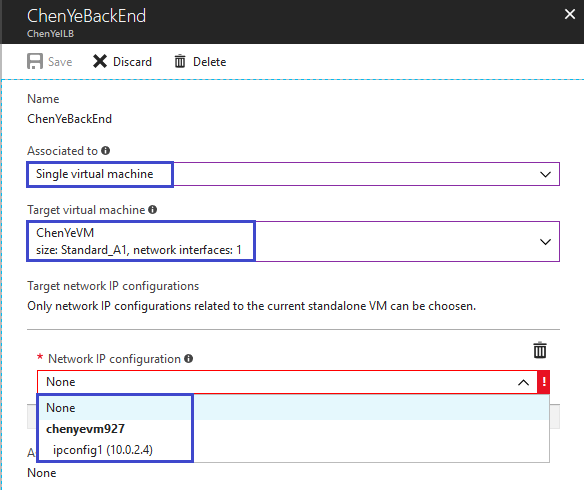 ChenYeBackEnd
ChenYeILB
Save Discard Delete
Name
ChenYeBackEnd
Associated to
Single virtual machine
Target virtual machine
ChenYeVM
size: Standard_A1, network interfaces: 1
Target network IP configurations
Only network IP configurations related to the current standalone VM can be choosen.
* Network IP configuration
None
None
chenyevm927
ipconfig1 (10.0.2.4)
None